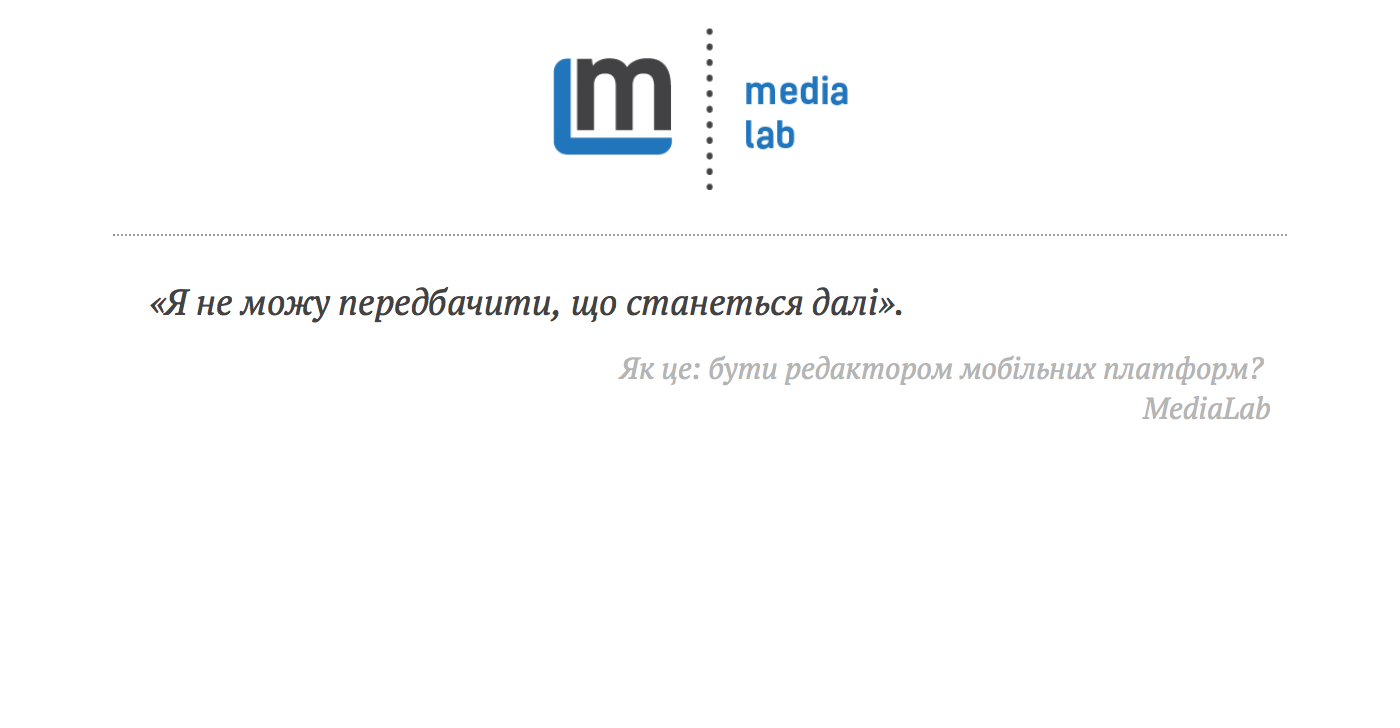 m
media
lab
«Я не можу передбачити, що станеться далі».
Як це: бути редактором мобільних платформ?
MediaLab